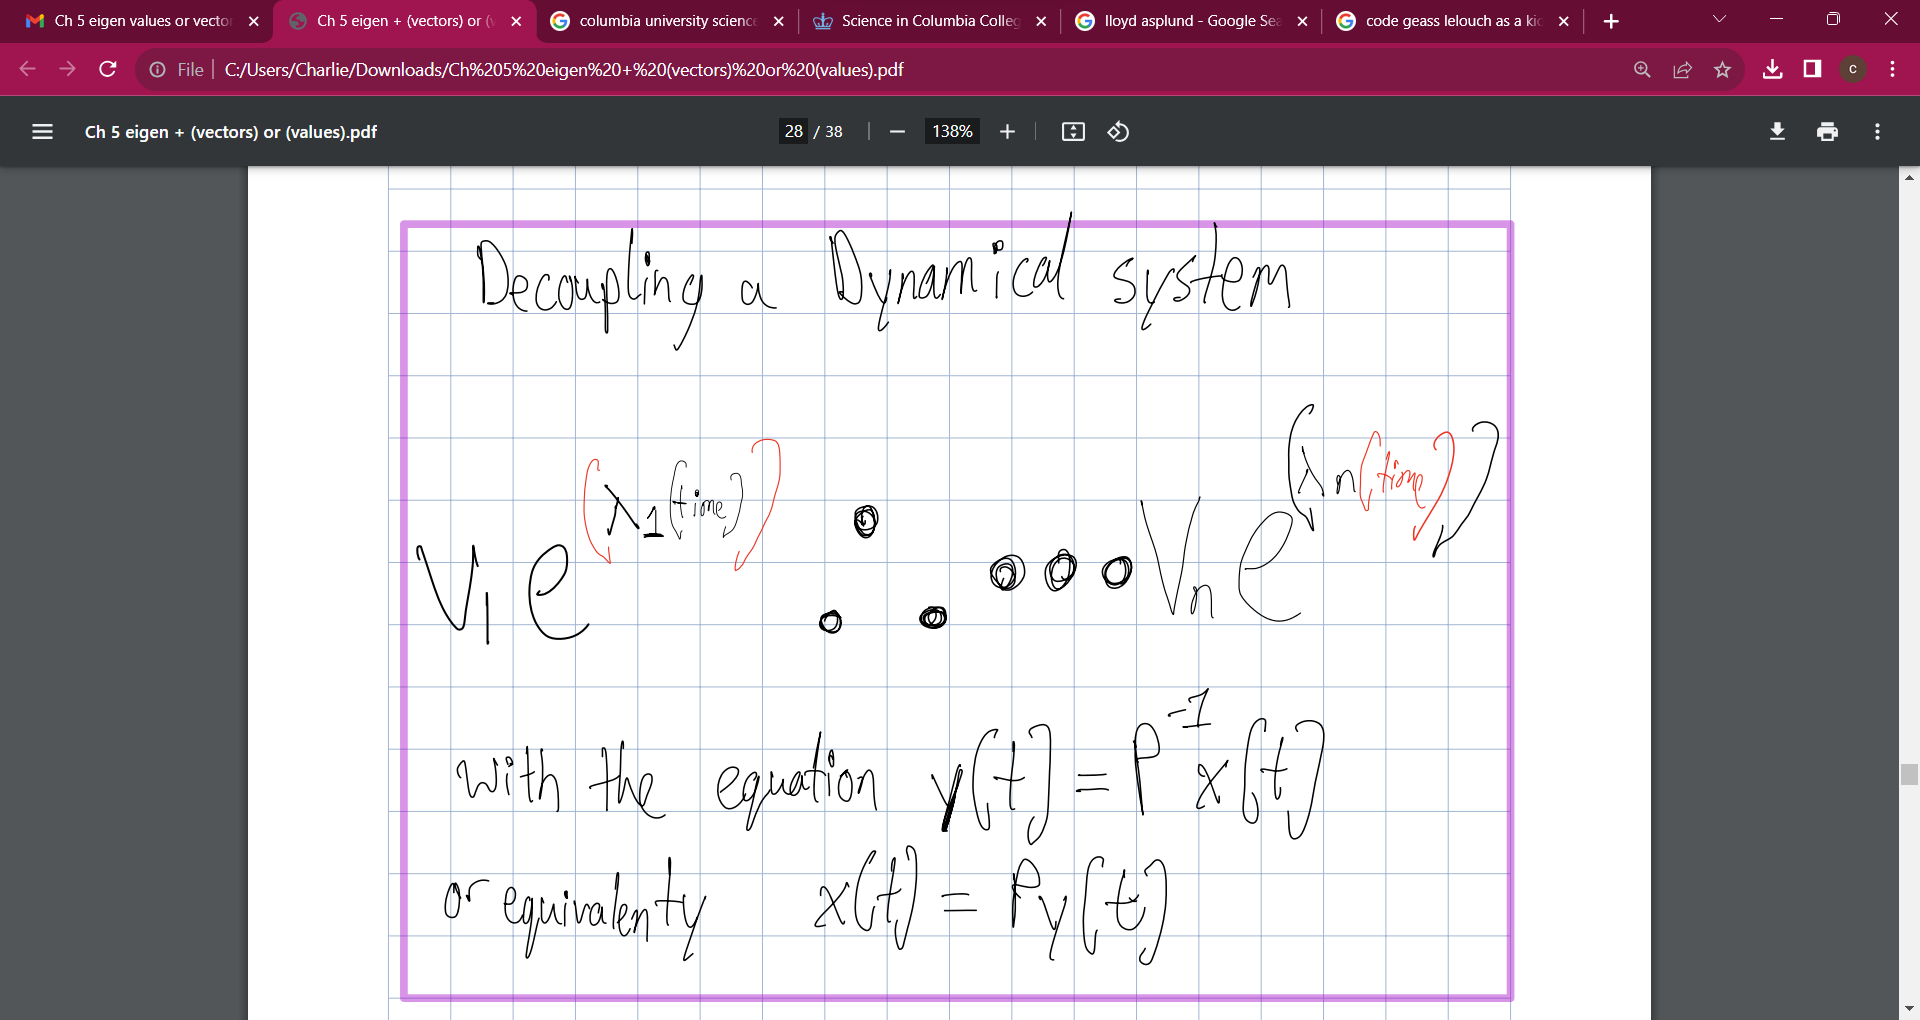 Ch 5 eigen values or vector
Ch 5 eigen + (vectors) or (v
columbia university science
Science in Columbia Colleg
lloyd asplund - Google Sea
code geass lelouch as a kid
File C:/Users/Charlie/Downloads/Ch%205%20eigen%20+%20(vectors)%20or%20(values).pdf
C
Ch 5 eigen + (vectors) or (values).pdf
28 / 38
138%
Decoupling a Dynamical system
V1 e^(λ1(time)) ∴ ... Vn e^(λn(time))
with the equation y(t) = P^-1 x(t)
or equivalenty x(t) = Py(t)